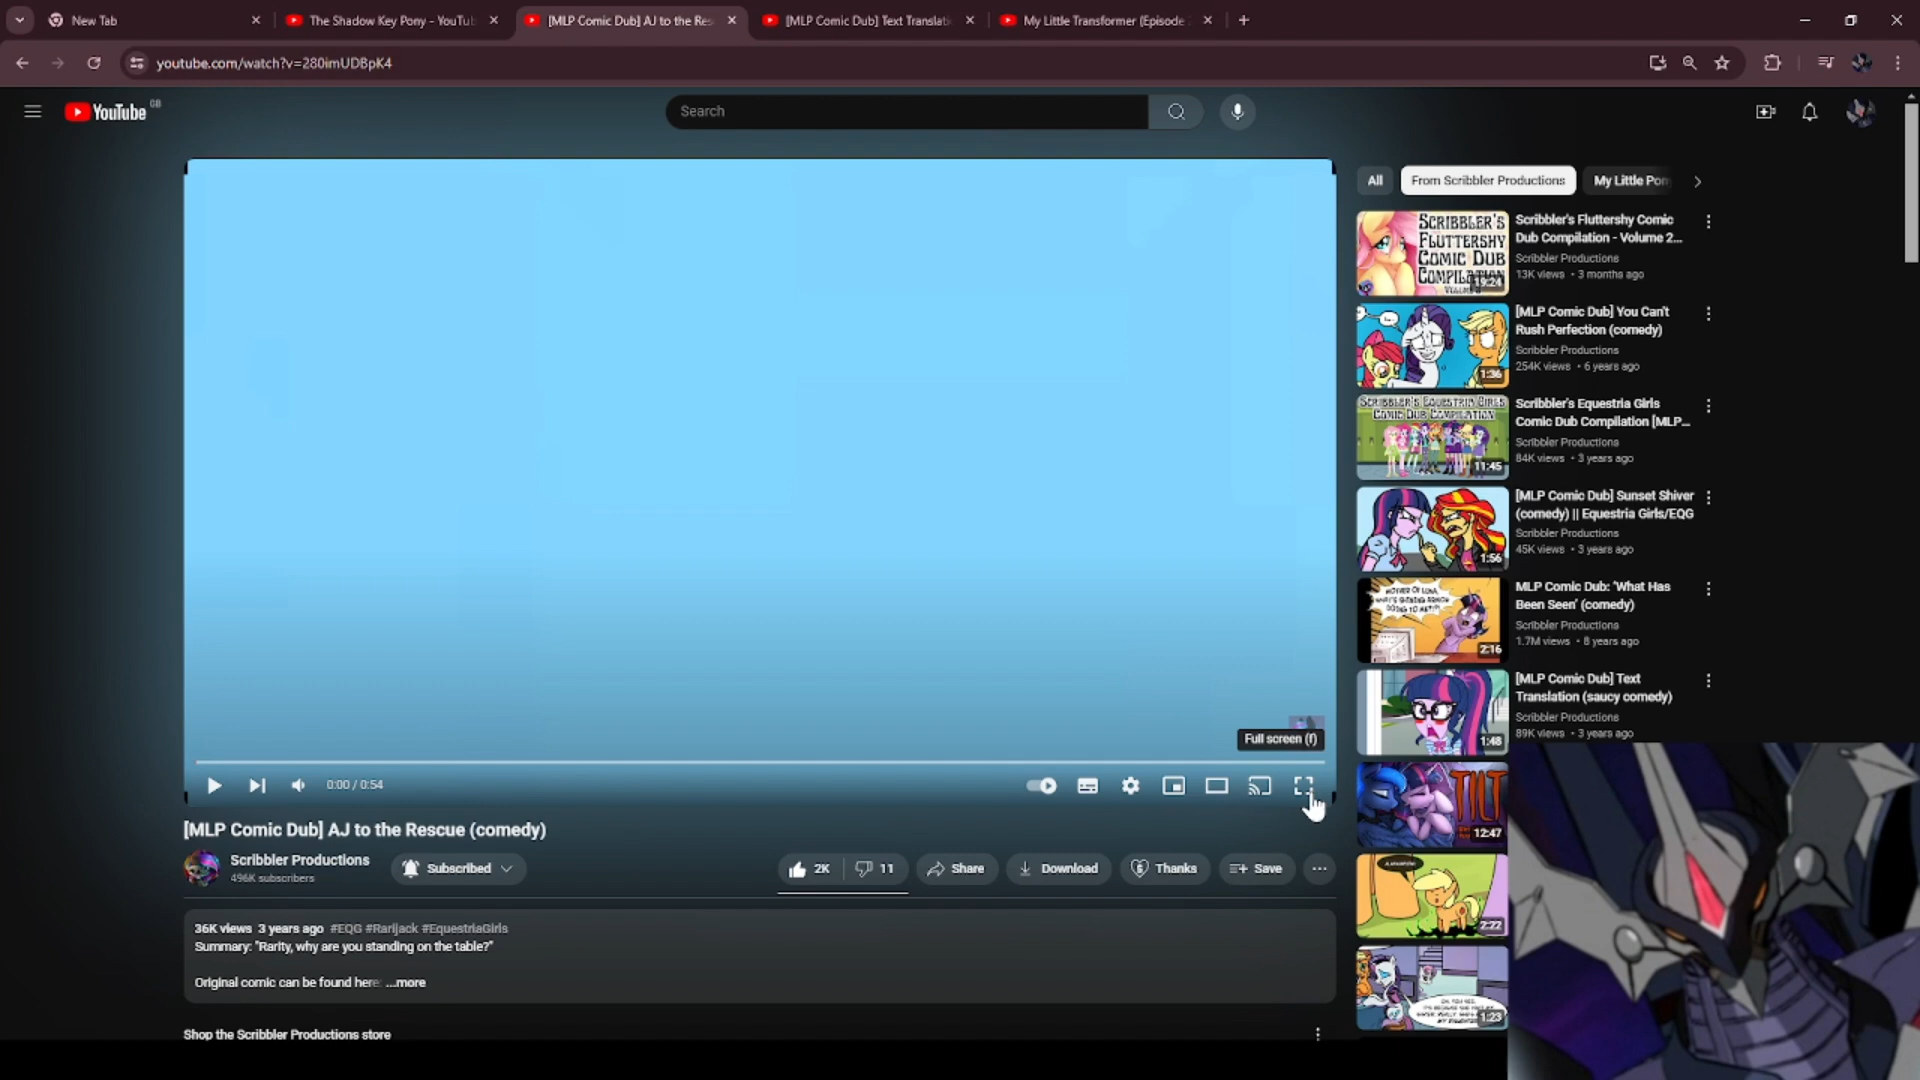 New Tab
The Shadow Key Pony - YouTu
[MLP Comic Dub] AJ to the Res
[MLP Comic Dub] Text Translati
My Little Transformer (Episode
youtube.com/watch?v=280imUDBpK4
YouTube GB
Search
All
From Scribbler Productions
My Little Pon
SCRIBBLER'S
FLUTTERSHY
COMIC DUB
COMPILATION
19:24
Scribbler's Fluttershy Comic
Dub Compilation - Volume 2...
Scribbler Productions
13K views • 3 months ago
1:36
[MLP Comic Dub] You Can't
Rush Perfection (comedy)
Scribbler Productions
254K views • 6 years ago
SCRIBBLER'S EQUESTRIA GIRLS
COMIC DUB COMPILATION
11:45
Scribbler's Equestria Girls
Comic Dub Compilation [MLP...
Scribbler Productions
84K views • 3 years ago
1:56
[MLP Comic Dub] Sunset Shiver
(comedy) || Equestria Girls/EQG
Scribbler Productions
45K views • 3 years ago
2:16
MLP Comic Dub: 'What Has
Been Seen' (comedy)
Scribbler Productions
1.7M views • 8 years ago
1:48
[MLP Comic Dub] Text
Translation (saucy comedy)
Scribbler Productions
89K views • 3 years ago
TILT
12:47
2:22
1:23
Full screen (f)
0:00 / 0:54
[MLP Comic Dub] AJ to the Rescue (comedy)
Scribbler Productions
496K subscribers
Subscribed
2K
11
Share
Download
Thanks
Save
36K views 3 years ago #EQG #Rarijack #EquestriaGirls
Summary: "Rarity, why are you standing on the table?"
Original comic can be found here: ...more
Shop the Scribbler Productions store